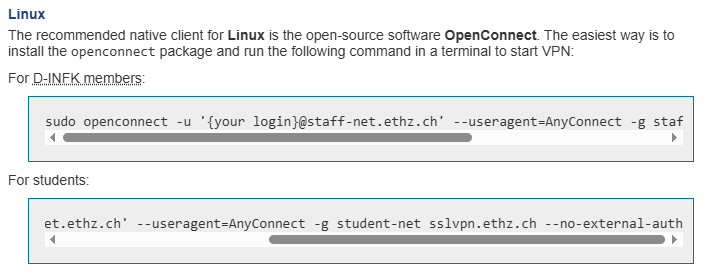 Linux
The recommended native client for Linux is the open-source software OpenConnect. The easiest way is to
install the openconnect package and run the following command in a terminal to start VPN:
For D-INFK members:
sudo openconnect -u '{your login}@staff-net.ethz.ch' --useragent=AnyConnect -g staf
For students:
et.ethz.ch' --useragent=AnyConnect -g student-net sslvpn.ethz.ch --no-external-auth